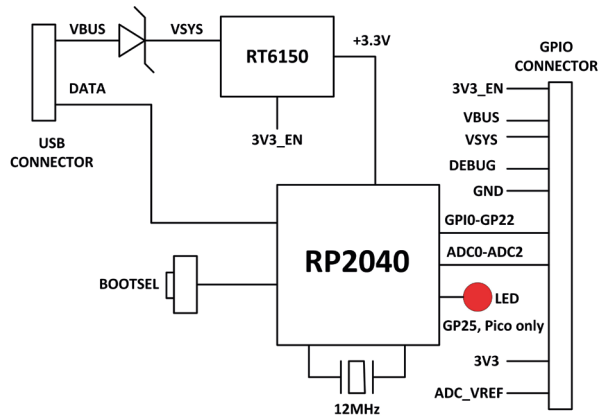 VBUS
VSYS
RT6150
+3.3V
GPIO
CONNECTOR
DATA
3V3_EN
USB
CONNECTOR
3V3_EN
VBUS
VSYS
DEBUG
GND
GPI0-GP22
ADC0-ADC2
RP2040
BOOTSEL
LED
GP25, Pico only
3V3
ADC_VREF
12MHz